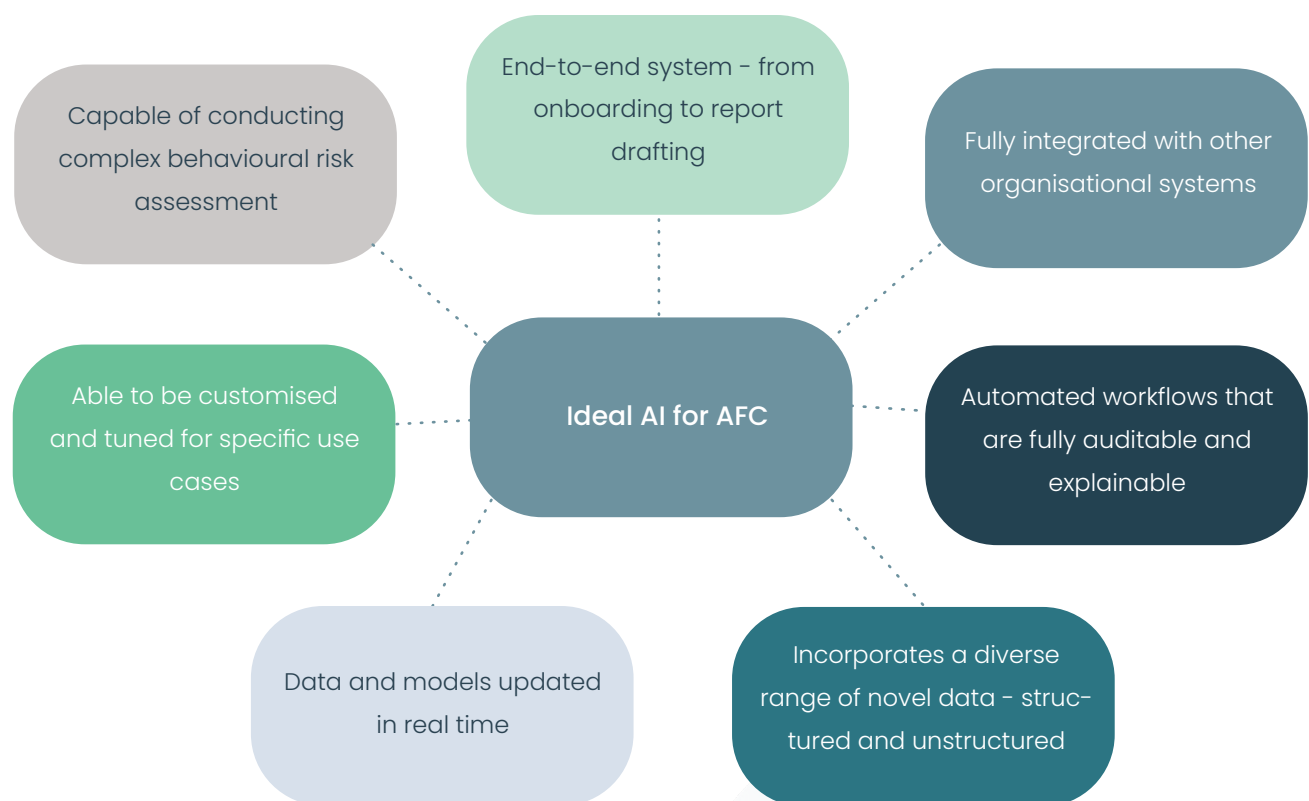 End-to-end system - from
onboarding to report
drafting
Capable of conducting
complex behavioural risk
assessment
Fully integrated with other
organisational systems
Able to be customised
and tuned for specific use
cases
Ideal AI for AFC
Automated workflows that
are fully auditable and
explainable
Data and models updated
in real time
Incorporates a diverse
range of novel data - struc-
tured and unstructured